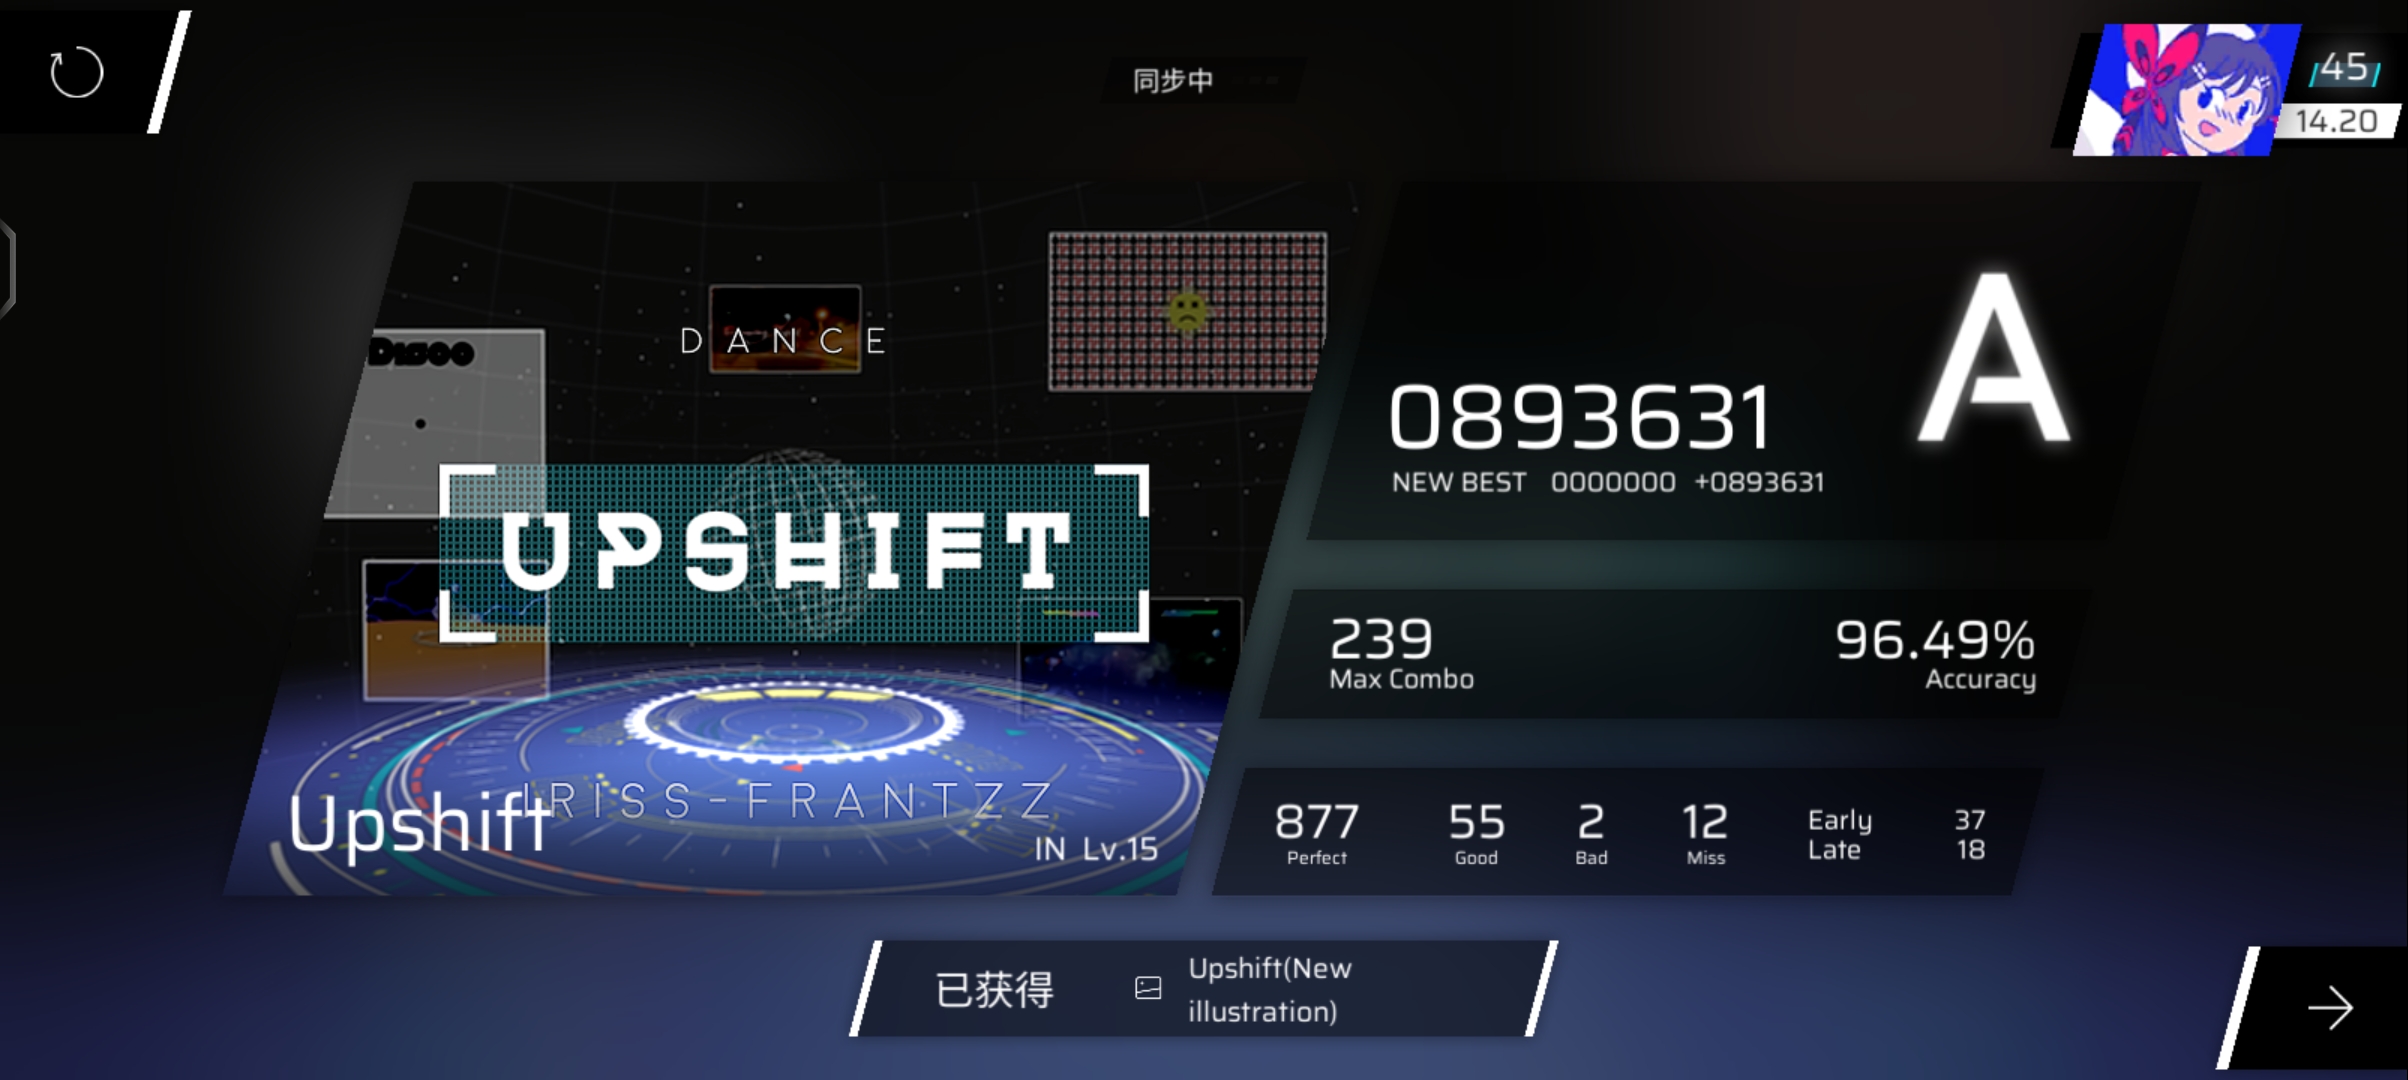 同步中
45
14.20
Disco
DANCE
UPSHIFT
IRISS-FRANTZZ
Upshift
IN Lv.15
A
0893631
NEW BEST 0000000 +0893631
239
Max Combo
96.49%
Accuracy
877
Perfect
55
Good
2
Bad
12
Miss
Early 37
Late 18
已获得
Upshift(New
illustration)